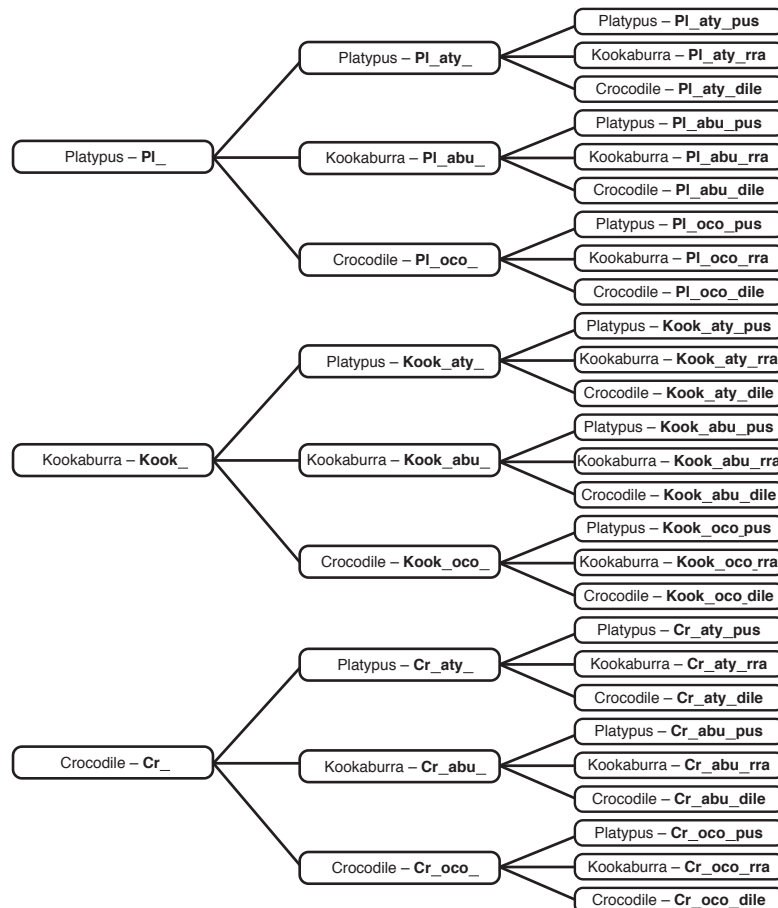 Platypus – Pl_
Platypus – Pl_aty_
Platypus – Pl_aty_pus
Kookaburra – Pl_aty_rra
Crocodile – Pl_aty_dile
Kookaburra – Pl_abu_
Platypus – Pl_abu_pus
Kookaburra – Pl_abu_rra
Crocodile – Pl_abu_dile
Crocodile – Pl_oco_
Platypus – Pl_oco_pus
Kookaburra – Pl_oco_rra
Crocodile – Pl_oco_dile
Kookaburra – Kook_
Platypus – Kook_aty_
Platypus – Kook_aty_pus
Kookaburra – Kook_aty_rra
Crocodile – Kook_aty_dile
Kookaburra – Kook_abu_
Platypus – Kook_abu_pus
Kookaburra – Kook_abu_rra
Crocodile – Kook_abu_dile
Crocodile – Kook_oco_
Platypus – Kook_oco_pus
Kookaburra – Kook_oco_rra
Crocodile – Kook_oco_dile
Crocodile – Cr_
Platypus – Cr_aty_
Platypus – Cr_aty_pus
Kookaburra – Cr_aty_rra
Crocodile – Cr_aty_dile
Kookaburra – Cr_abu_
Platypus – Cr_abu_pus
Kookaburra – Cr_abu_rra
Crocodile – Cr_abu_dile
Crocodile – Cr_oco_
Platypus – Cr_oco_pus
Kookaburra – Cr_oco_rra
Crocodile – Cr_oco_dile